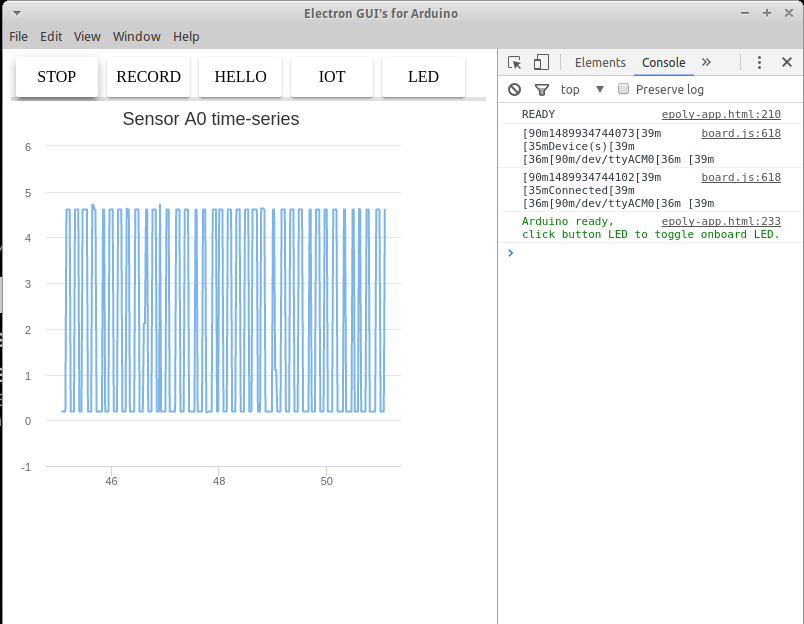 Electron GUI's for Arduino
File Edit View Window Help
STOP RECORD HELLO IOT LED
Sensor A0 time-series
6
5
4
3
2
1
0
-1
46 48 50
Elements Console »
top ▼ Preserve log
READY epoly-app.html:210
[90m1489934744073[39m board.js:618
[35mDevice(s)[39m
[36m[90m/dev/ttyACM0[36m [39m
[90m1489934744102[39m board.js:618
[35mConnected[39m
[36m[90m/dev/ttyACM0[36m [39m
Arduino ready, epoly-app.html:233
click button LED to toggle onboard LED.
>